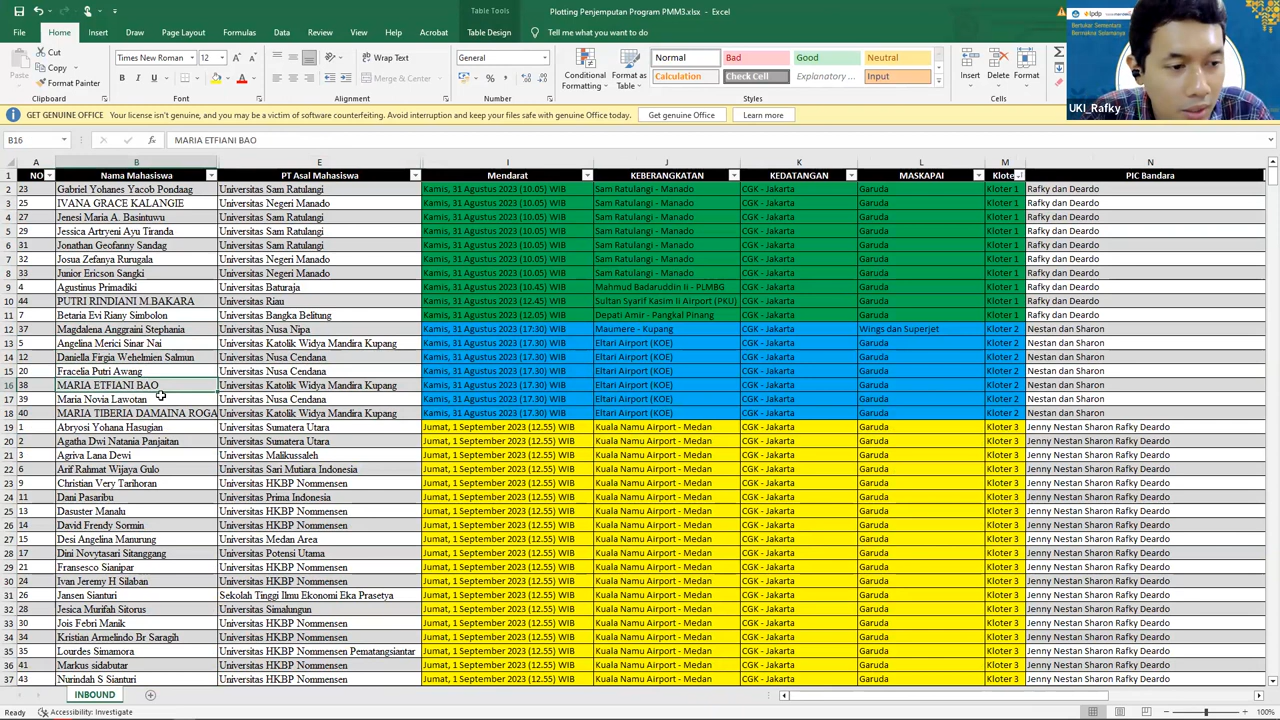 Table Tools
Plotting Penjemputan Program PMM3.xlsx - Excel
lpdp
Bertukar Sementara
Bermakna Selamanya
File Home Insert Page Layout Formulas Data Review View Help Acrobat Table Design Tell me what you want to do
Cut
Copy
Format Painter
Paste
Clipboard
Times New Roman 12
B I U
Font
Wrap Text
Merge & Center
Alignment
General
Number
Conditional Formatting
Format as Table
Normal Bad Good Neutral
Calculation Check Cell Explanatory ... Input
Styles
Insert Delete Format
Cells
UKI_Rafky
GET GENUINE OFFICE Your license isn't genuine, and you may be a victim of software counterfeiting. Avoid interruption and keep your files safe with genuine Office today. Get genuine Office Learn more
B16 fx MARIA ETFIANI BAO
A B E I J K L M N
1 NO Nama Mahasiswa PT Asal Mahasiswa Mendarat KEBERANGKATAN KEDATANGAN MASKAPAI Klote PIC Bandara
2 23 Gabriel Yohanes Yacob Pondaag Universitas Sam Ratulangi Kamis, 31 Agustus 2023 (10.05) WIB Sam Ratulangi - Manado CGK - Jakarta Garuda Kloter 1 Rafky dan Deardo
3 25 IVANA GRACE KALANGIE Universitas Negeri Manado Kamis, 31 Agustus 2023 (10.05) WIB Sam Ratulangi - Manado CGK - Jakarta Garuda Kloter 1 Rafky dan Deardo
4 27 Jenesi Maria A. Basintuwu Universitas Sam Ratulangi Kamis, 31 Agustus 2023 (10.05) WIB Sam Ratulangi - Manado CGK - Jakarta Garuda Kloter 1 Rafky dan Deardo
5 29 Jessica Artryeni Ayu Tiranda Universitas Sam Ratulangi Kamis, 31 Agustus 2023 (10.05) WIB Sam Ratulangi - Manado CGK - Jakarta Garuda Kloter 1 Rafky dan Deardo
6 31 Jonathan Geofanny Sandag Universitas Sam Ratulangi Kamis, 31 Agustus 2023 (10.05) WIB Sam Ratulangi - Manado CGK - Jakarta Garuda Kloter 1 Rafky dan Deardo
7 32 Josua Zefanya Rurugala Universitas Negeri Manado Kamis, 31 Agustus 2023 (10.05) WIB Sam Ratulangi - Manado CGK - Jakarta Garuda Kloter 1 Rafky dan Deardo
8 33 Junior Ericson Sangki Universitas Negeri Manado Kamis, 31 Agustus 2023 (10.05) WIB Sam Ratulangi - Manado CGK - Jakarta Garuda Kloter 1 Rafky dan Deardo
9 4 Agustinus Primadiki Universitas Baturaja Kamis, 31 Agustus 2023 (10.45) WIB Mahmud Badaruddin Ii - PLMBG CGK - Jakarta Garuda Kloter 1 Rafky dan Deardo
10 44 PUTRI RINDIANI M.BAKARA Universitas Riau Kamis, 31 Agustus 2023 (12.45) WIB Sultan Syarif Kasim Ii Airport (PKU) CGK - Jakarta Garuda Kloter 1 Rafky dan Deardo
11 7 Betaria Evi Riany Simbolon Universitas Bangka Belitung Kamis, 31 Agustus 2023 (12.05) WIB Depati Amir - Pangkal Pinang CGK - Jakarta Garuda Kloter 1 Rafky dan Deardo
12 37 Magdalena Anggraini Stephania Universitas Nusa Nipa Kamis, 31 Agustus 2023 (17:30) WIB Maumere - Kupang CGK - Jakarta Wings dan Superjet Kloter 2 Nestan dan Sharon
13 5 Angelina Merici Sinar Nai Universitas Katolik Widya Mandira Kupang Kamis, 31 Agustus 2023 (17.30) WIB Eltari Airport (KOE) CGK - Jakarta Garuda Kloter 2 Nestan dan Sharon
14 12 Daniella Firgia Wehelmien Salmun Universitas Nusa Cendana Kamis, 31 Agustus 2023 (17.30) WIB Eltari Airport (KOE) CGK - Jakarta Garuda Kloter 2 Nestan dan Sharon
15 20 Fracelia Putri Awang Universitas Nusa Cendana Kamis, 31 Agustus 2023 (17.30) WIB Eltari Airport (KOE) CGK - Jakarta Garuda Kloter 2 Nestan dan Sharon
16 38 MARIA ETFIANI BAO Universitas Katolik Widya Mandira Kupang Kamis, 31 Agustus 2023 (17.30) WIB Eltari Airport (KOE) CGK - Jakarta Garuda Kloter 2 Nestan dan Sharon
17 39 Maria Novia Lawotan Universitas Nusa Cendana Kamis, 31 Agustus 2023 (17.30) WIB Eltari Airport (KOE) CGK - Jakarta Garuda Kloter 2 Nestan dan Sharon
18 40 MARIA TIBERIA DAMAINA ROGA Universitas Katolik Widya Mandira Kupang Kamis, 31 Agustus 2023 (17.30) WIB Eltari Airport (KOE) CGK - Jakarta Garuda Kloter 2 Nestan dan Sharon
19 1 Abryosi Yohana Hasugian Universitas Sumatera Utara Jumat, 1 September 2023 (12.55) WIB Kuala Namu Airport - Medan CGK - Jakarta Garuda Kloter 3 Jenny Nestan Sharon Rafky Deardo
20 2 Agatha Dwi Natania Panjaitan Universitas Sumatera Utara Jumat, 1 September 2023 (12.55) WIB Kuala Namu Airport - Medan CGK - Jakarta Garuda Kloter 3 Jenny Nestan Sharon Rafky Deardo
21 3 Agriva Lana Dewi Universitas Malikussaleh Jumat, 1 September 2023 (12.55) WIB Kuala Namu Airport - Medan CGK - Jakarta Garuda Kloter 3 Jenny Nestan Sharon Rafky Deardo
22 6 Arif Rahmat Wijaya Gulo Universitas Sari Mutiara Indonesia Jumat, 1 September 2023 (12.55) WIB Kuala Namu Airport - Medan CGK - Jakarta Garuda Kloter 3 Jenny Nestan Sharon Rafky Deardo
23 9 Christian Very Tarihoran Universitas HKBP Nommensen Jumat, 1 September 2023 (12.55) WIB Kuala Namu Airport - Medan CGK - Jakarta Garuda Kloter 3 Jenny Nestan Sharon Rafky Deardo
24 11 Dani Pasaribu Universitas Prima Indonesia Jumat, 1 September 2023 (12.55) WIB Kuala Namu Airport - Medan CGK - Jakarta Garuda Kloter 3 Jenny Nestan Sharon Rafky Deardo
25 13 Dasuster Manalu Universitas HKBP Nommensen Jumat, 1 September 2023 (12.55) WIB Kuala Namu Airport - Medan CGK - Jakarta Garuda Kloter 3 Jenny Nestan Sharon Rafky Deardo
26 14 David Frendy Sormin Universitas HKBP Nommensen Jumat, 1 September 2023 (12.55) WIB Kuala Namu Airport - Medan CGK - Jakarta Garuda Kloter 3 Jenny Nestan Sharon Rafky Deardo
27 15 Desi Angelina Manurung Universitas Medan Area Jumat, 1 September 2023 (12.55) WIB Kuala Namu Airport - Medan CGK - Jakarta Garuda Kloter 3 Jenny Nestan Sharon Rafky Deardo
28 17 Dini Novytasari Sitanggang Universitas Potensi Utama Jumat, 1 September 2023 (12.55) WIB Kuala Namu Airport - Medan CGK - Jakarta Garuda Kloter 3 Jenny Nestan Sharon Rafky Deardo
29 21 Fransesco Sianipar Universitas HKBP Nommensen Jumat, 1 September 2023 (12.55) WIB Kuala Namu Airport - Medan CGK - Jakarta Garuda Kloter 3 Jenny Nestan Sharon Rafky Deardo
30 24 Ivan Jeremy H Silaban Universitas HKBP Nommensen Jumat, 1 September 2023 (12.55) WIB Kuala Namu Airport - Medan CGK - Jakarta Garuda Kloter 3 Jenny Nestan Sharon Rafky Deardo
31 26 Jansen Sianturi Sekolah Tinggi Ilmu Ekonomi Eka Prasetya Jumat, 1 September 2023 (12.55) WIB Kuala Namu Airport - Medan CGK - Jakarta Garuda Kloter 3 Jenny Nestan Sharon Rafky Deardo
32 28 Jesica Murifah Sitorus Universitas Simalungun Jumat, 1 September 2023 (12.55) WIB Kuala Namu Airport - Medan CGK - Jakarta Garuda Kloter 3 Jenny Nestan Sharon Rafky Deardo
33 30 Jois Febri Manik Universitas HKBP Nommensen Jumat, 1 September 2023 (12.55) WIB Kuala Namu Airport - Medan CGK - Jakarta Garuda Kloter 3 Jenny Nestan Sharon Rafky Deardo
34 34 Kristian Armelindo Br Saragih Universitas HKBP Nommensen Jumat, 1 September 2023 (12.55) WIB Kuala Namu Airport - Medan CGK - Jakarta Garuda Kloter 3 Jenny Nestan Sharon Rafky Deardo
35 35 Lourdes Simamora Universitas HKBP Nommensen Pematangsiantar Jumat, 1 September 2023 (12.55) WIB Kuala Namu Airport - Medan CGK - Jakarta Garuda Kloter 3 Jenny Nestan Sharon Rafky Deardo
36 41 Markus sidabutar Universitas HKBP Nommensen Jumat, 1 September 2023 (12.55) WIB Kuala Namu Airport - Medan CGK - Jakarta Garuda Kloter 3 Jenny Nestan Sharon Rafky Deardo
37 43 Nurindah S Sianturi Universitas HKBP Nommensen Jumat, 1 September 2023 (12.55) WIB Kuala Namu Airport - Medan CGK - Jakarta Garuda Kloter 3 Jenny Nestan Sharon Rafky Deardo
INBOUND
Ready Accessibility: Investigate 100%